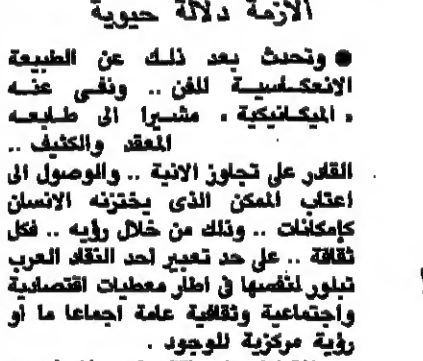 الأزمة دلالة حيوية
● وتحدث بعد ذلك عن الطبيعة
الانعكاسية للفن .. ونفى عنه
« الميكانيكية » مشيرا الى طابعه
المعقد والكثيف ..
القادر على تجاوز الانية .. والوصول الى
اعتاب الممكن الذى يختزنه الانسان
كإمكانات .. وذلك من خلال رؤيه .. فكل
ثقافة .. على حد تعبير أحد النقاد العرب
تبلور لنفسها في اطار معطيات اقتصادية
واجتماعية وثقافية عامة اجماعا ما أو
رؤية مركزية للوجود .